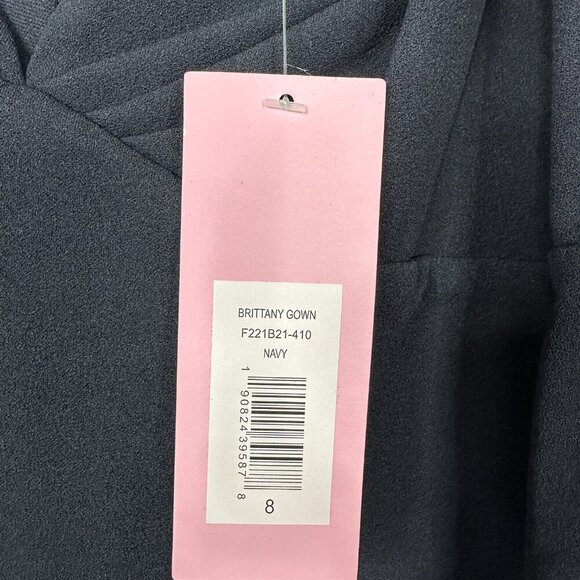 BRITTANY GOWN
F221B21-410
NAVY
1 90824 39587 8
8